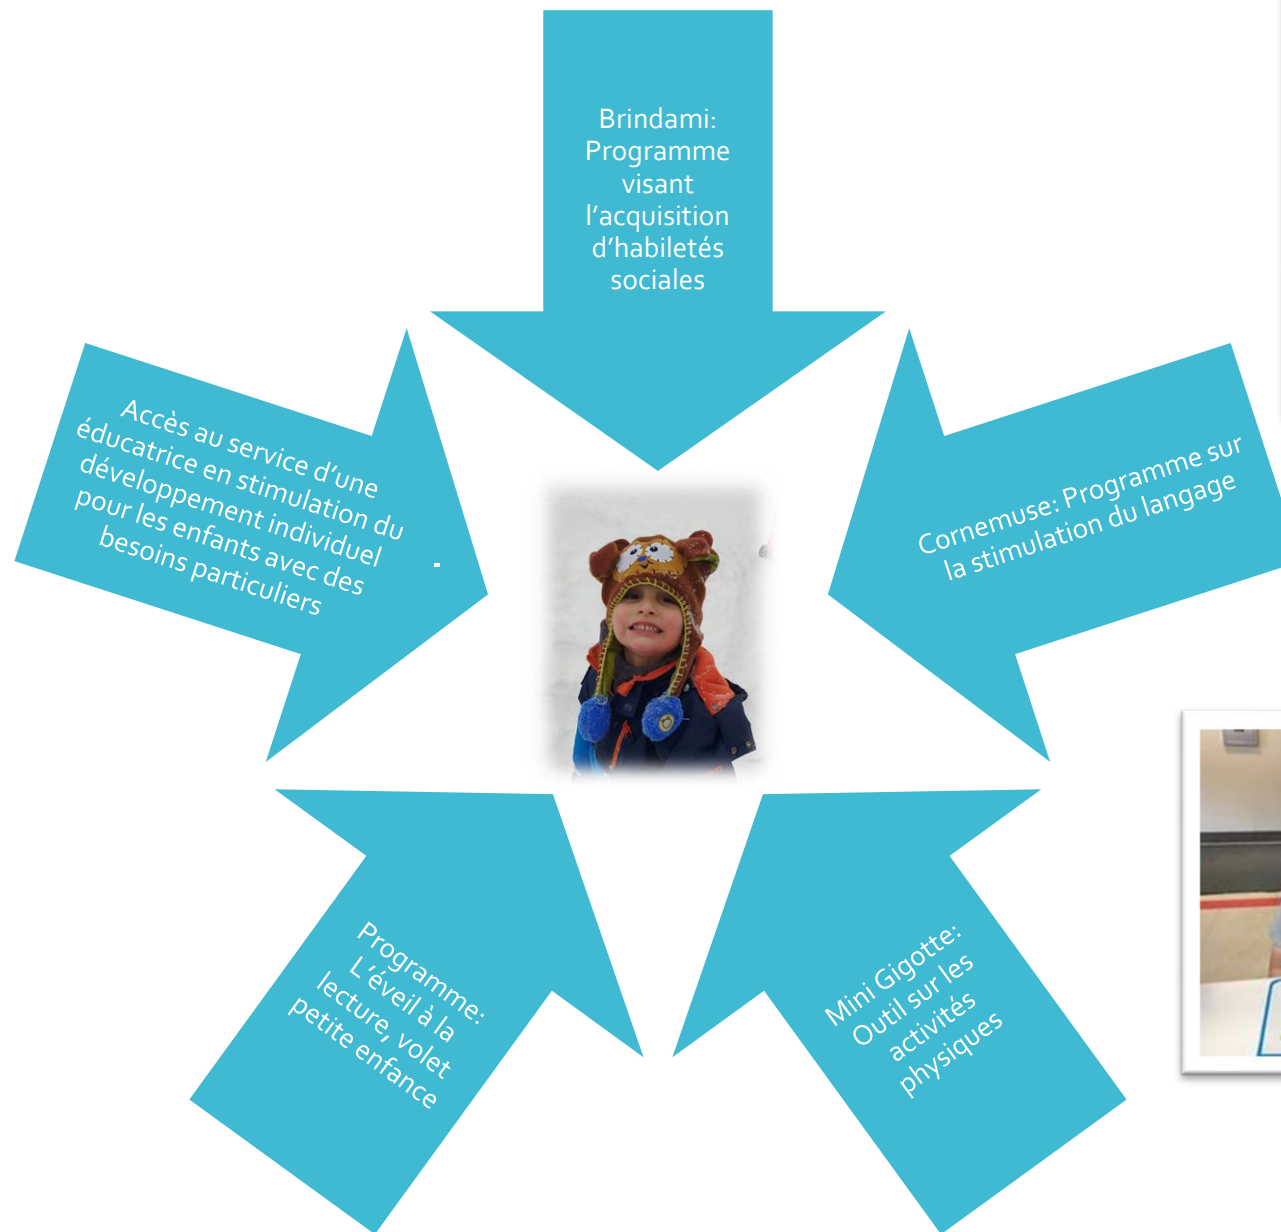 Brindami:
Programme
visant
l'acquisition
d'habiletés
sociales
Accès au service d'une
éducatrice en stimulation du
développement individuel
pour les enfants avec des
besoins particuliers
-
Cornemuse: Programme sur
la stimulation du langage
Programme:
L'éveil à la
lecture, volet
petite enfance
Mini Gigotte:
Outil sur les
activités
physiques